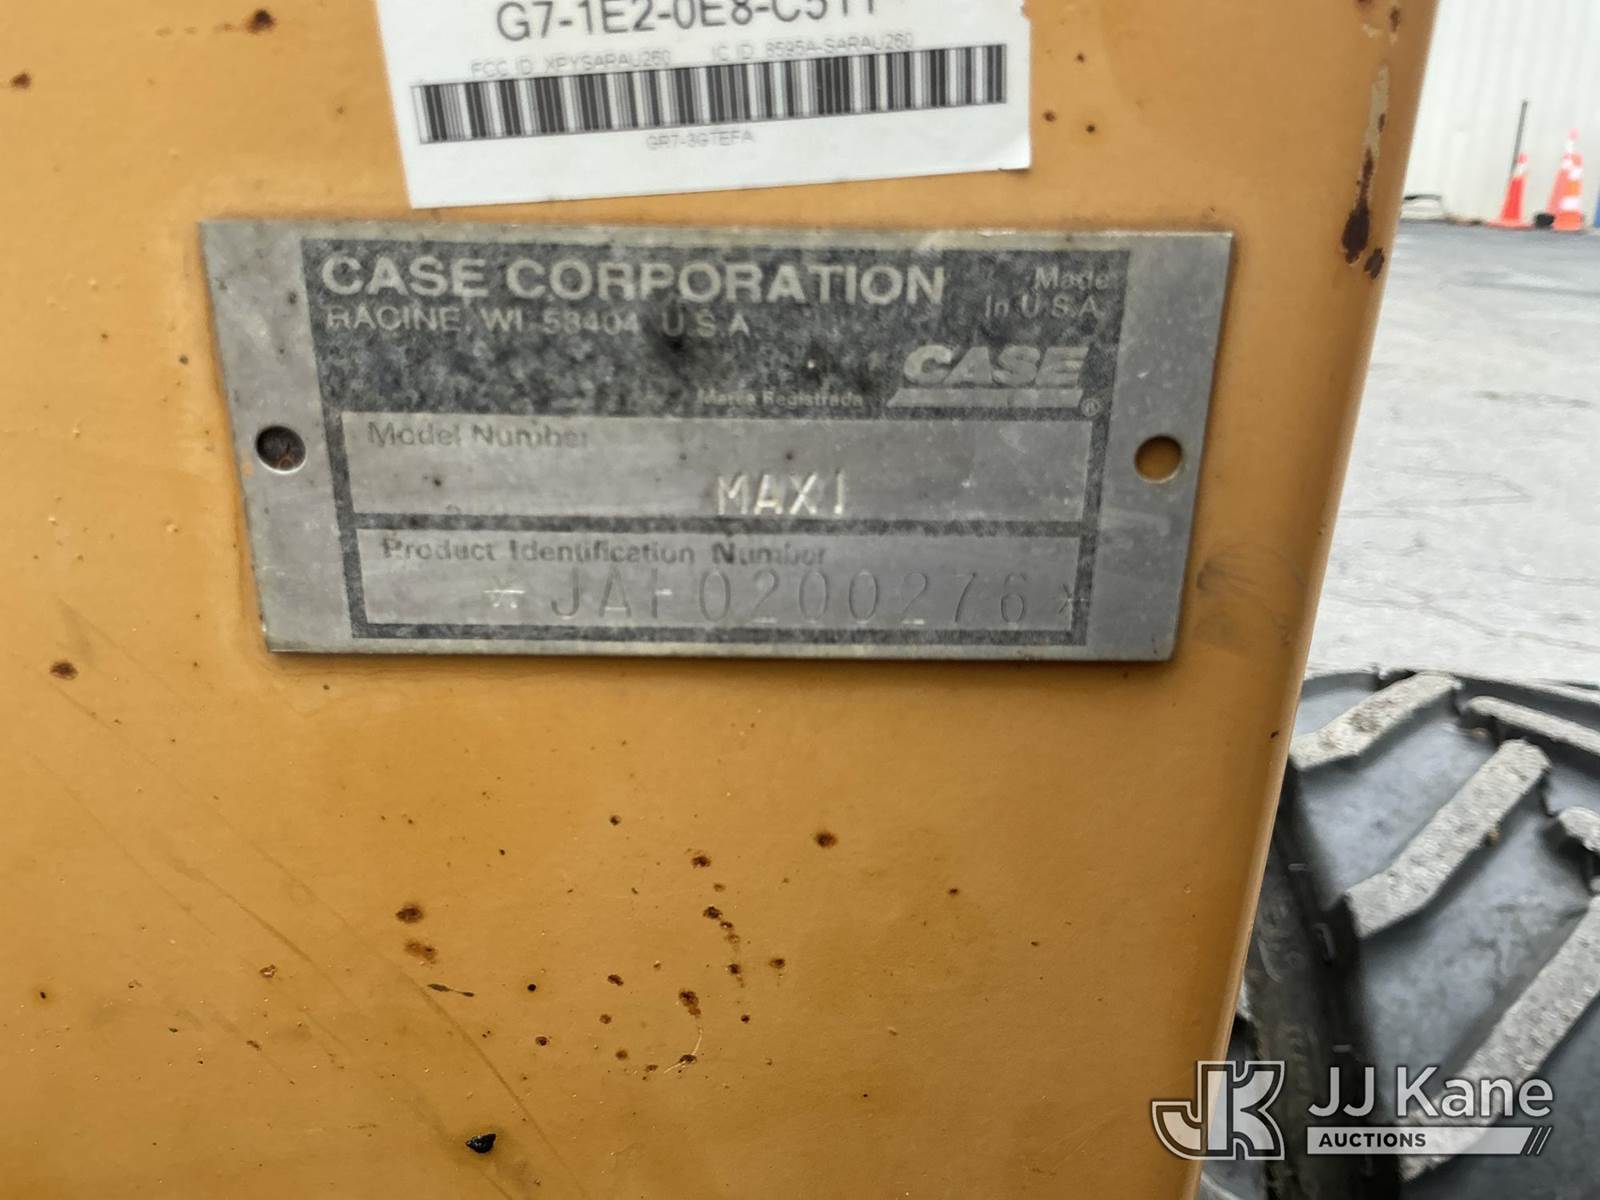 G7-1E2-0E8-C511
FCC ID: XPYSARAU260 IC ID: 8595A-SARAU260
GR7-3GTEFA
CASE CORPORATION
RACINE, WI 53404 U.S.A.
Made
In U.S.A.
CASE
Marca Registrada
®
Model Number
MAXI
Product Identification Number
*JAF0200276*
JJ Kane
AUCTIONS